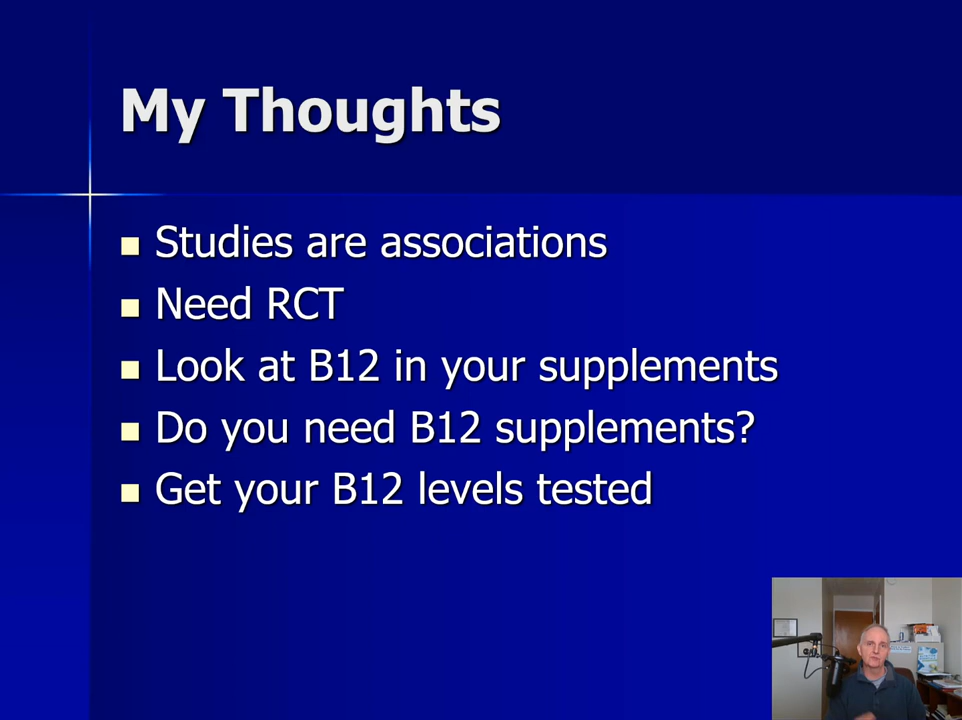 My Thoughts
Studies are associations
Need RCT
Look at B12 in your supplements
Do you need B12 supplements?
Get your B12 levels tested